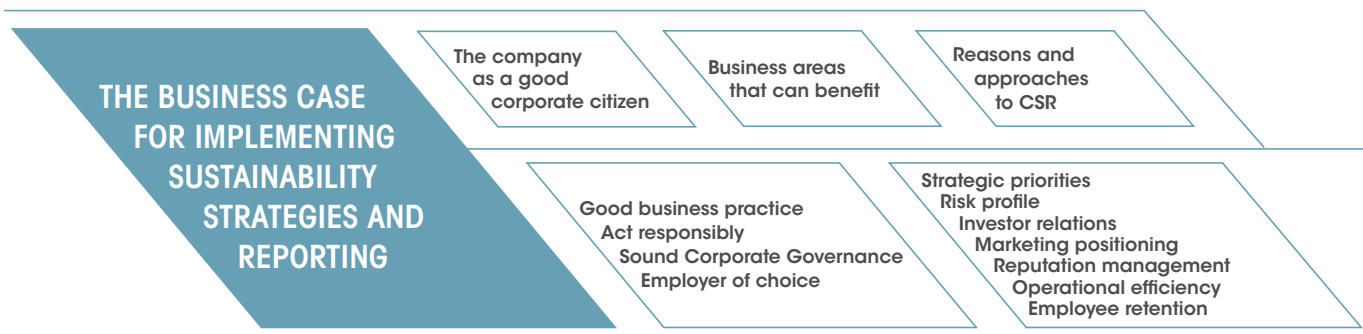 THE BUSINESS CASE
FOR IMPLEMENTING
SUSTAINABILITY
STRATEGIES AND
REPORTING
The company
as a good
corporate citizen
Business areas
that can benefit
Reasons and
approaches
to CSR
Good business practice
Act responsibly
Sound Corporate Governance
Employer of choice
Strategic priorities
Risk profile
Investor relations
Marketing positioning
Reputation management
Operational efficiency
Employee retention